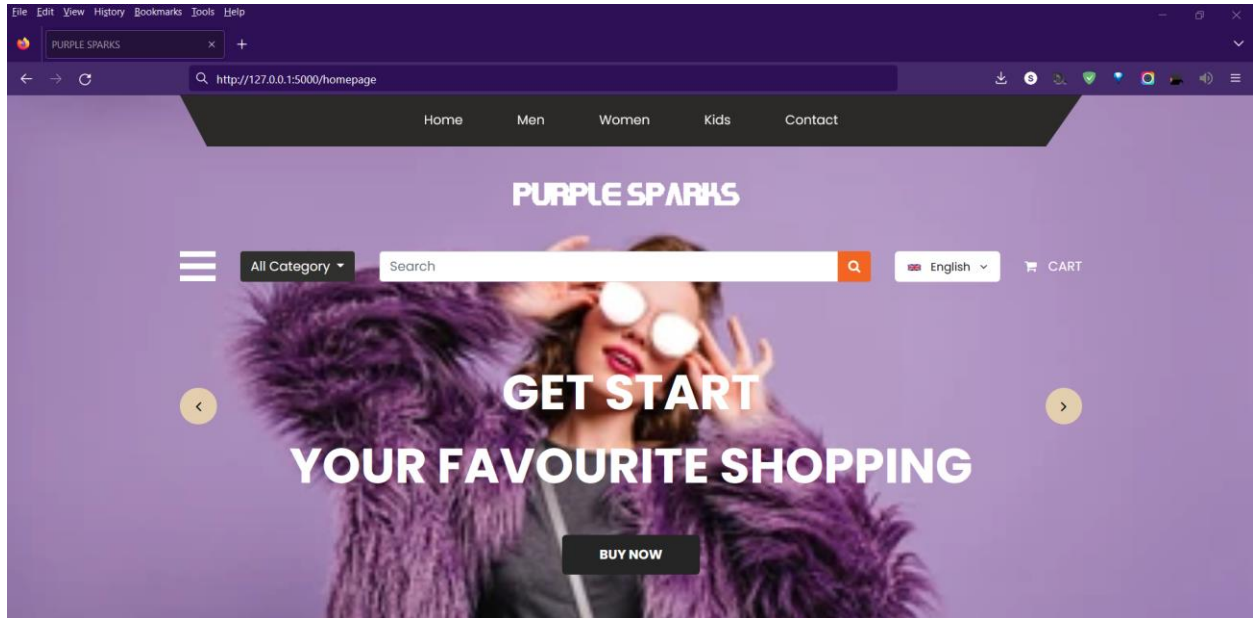 File Edit View History Bookmarks Tools Help
PURPLE SPARKS
http://127.0.0.1:5000/homepage
S
Home Men Women Kids Contact
PURPLE SPARKS
All Category Search English CART
GET START
YOUR FAVOURITE SHOPPING
BUY NOW